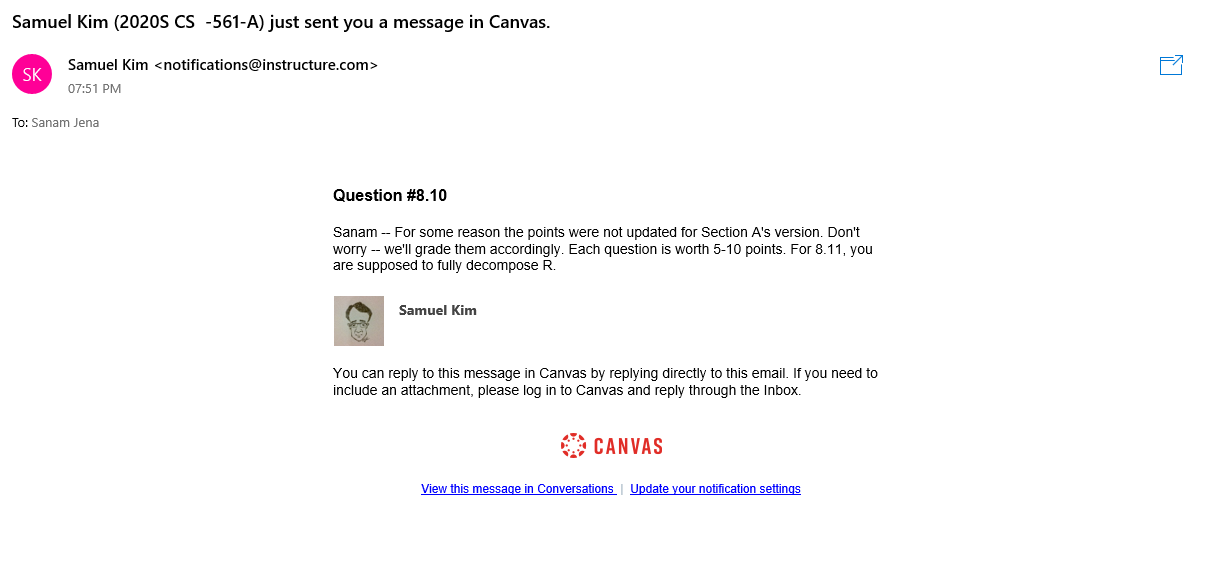 Samuel Kim (2020S CS  -561-A) just sent you a message in Canvas.
SK
Samuel Kim <notifications@instructure.com>
07:51 PM
To: Sanam Jena
Question #8.10
Sanam -- For some reason the points were not updated for Section A's version. Don't
worry -- we'll grade them accordingly. Each question is worth 5-10 points. For 8.11, you
are supposed to fully decompose R.
Samuel Kim
You can reply to this message in Canvas by replying directly to this email. If you need to
include an attachment, please log in to Canvas and reply through the Inbox.
CANVAS
View this message in Conversations | Update your notification settings